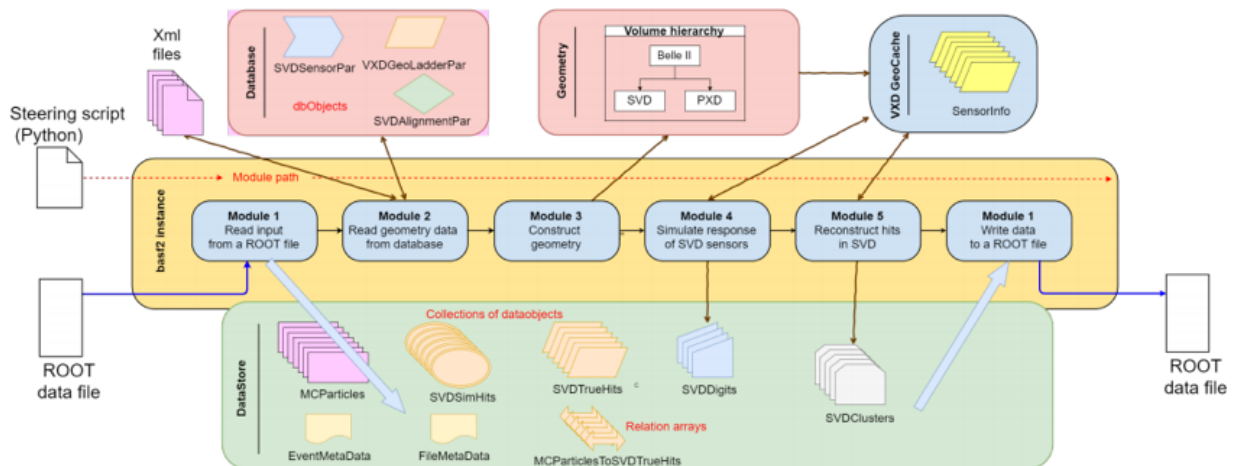 Xml
files
Steering script
(Python)
Database
SVDSensorPar
VXDGeoLadderPar
dbObjects
SVDAlignmentPar
Geometry
Volume hierarchy
Belle II
SVD
PXD
VXD GeoCache
SensorInfo
basf2 instance
Module path
Module 1
Read input
from a ROOT file
Module 2
Read geometry data
from database
Module 3
Construct
geometry
Module 4
Simulate response
of SVD sensors
Module 5
Reconstruct hits
in SVD
Module 1
Write data
to a ROOT file
ROOT
data file
ROOT
data file
DataStore
Collections of dataobjects
MCParticles
SVDSimHits
SVDTrueHits
c
SVDDigits
SVDClusters
EventMetaData
FileMetaData
Relation arrays
MCParticlesToSVDTrueHits